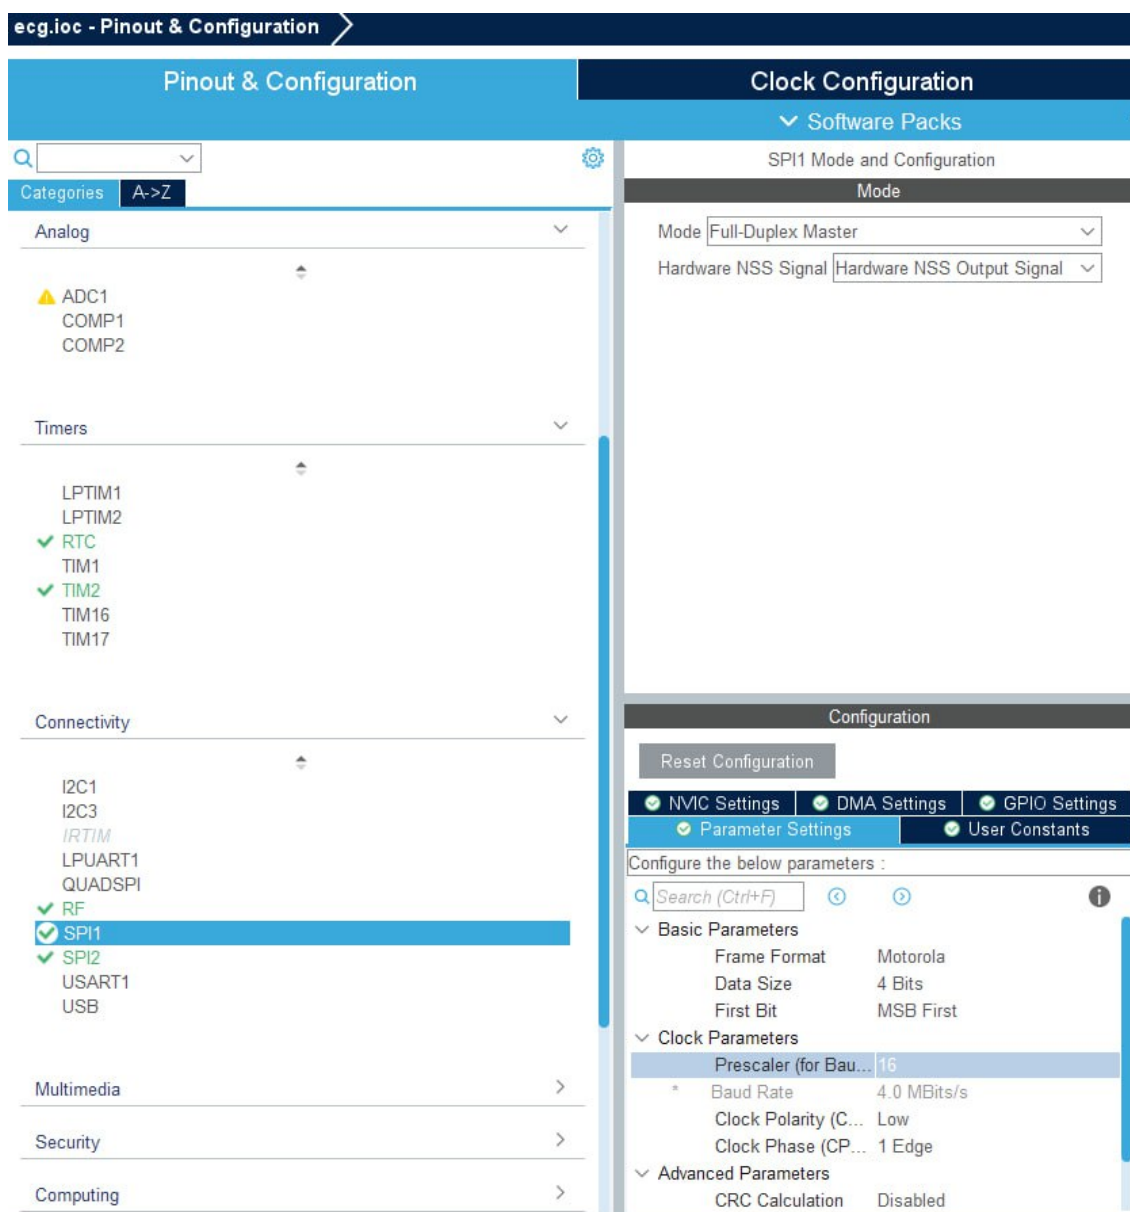 ecg.ioc - Pinout & Configuration
Pinout & Configuration
Clock Configuration
Software Packs
Categories
A->Z
Analog
ADC1
COMP1
COMP2
Timers
LPTIM1
LPTIM2
RTC
TIM1
TIM2
TIM16
TIM17
Connectivity
I2C1
I2C3
IRTIM
LPUART1
QUADSPI
RF
SPI1
SPI2
USART1
USB
Multimedia
Security
Computing
SPI1 Mode and Configuration
Mode
Mode Full-Duplex Master
Hardware NSS Signal Hardware NSS Output Signal
Configuration
Reset Configuration
NVIC Settings
DMA Settings
GPIO Settings
Parameter Settings
User Constants
Configure the below parameters :
Search (Ctrl+F)
Basic Parameters
Frame Format Motorola
Data Size 4 Bits
First Bit MSB First
Clock Parameters
Prescaler (for Bau... 16
* Baud Rate 4.0 MBits/s
Clock Polarity (C... Low
Clock Phase (CP... 1 Edge
Advanced Parameters
CRC Calculation Disabled